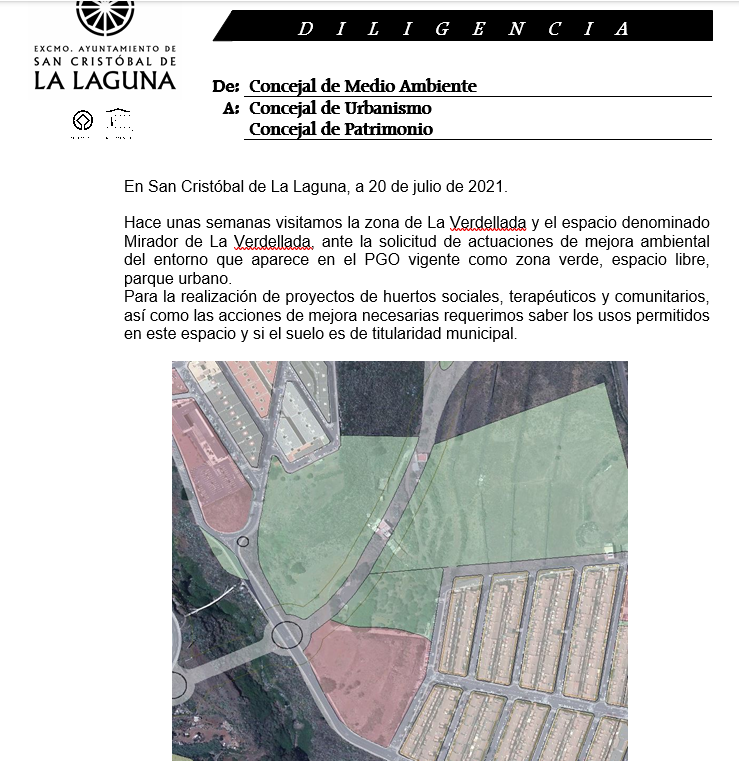 DILIGENCIA
EXCMO. AYUNTAMIENTO DE
SAN CRISTÓBAL DE
LA LAGUNA
De: Concejal de Medio Ambiente
A: Concejal de Urbanismo
Concejal de Patrimonio
En San Cristóbal de La Laguna, a 20 de julio de 2021.
Hace unas semanas visitamos la zona de La Verdellada y el espacio denominado
Mirador de La Verdellada, ante la solicitud de actuaciones de mejora ambiental
del entorno que aparece en el PGO vigente como zona verde, espacio libre,
parque urbano.
Para la realización de proyectos de huertos sociales, terapéuticos y comunitarios,
así como las acciones de mejora necesarias requerimos saber los usos permitidos
en este espacio y si el suelo es de titularidad municipal.